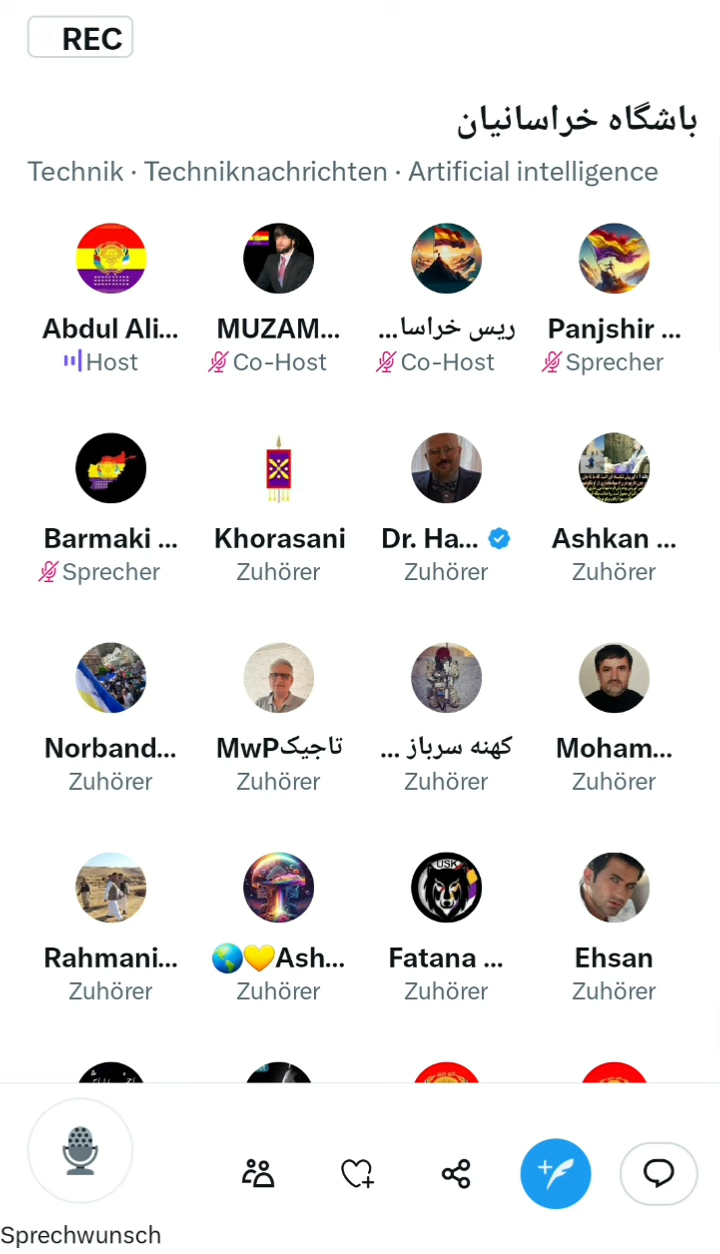 REC
باشگاه خراسانیان
Technik · Techniknachrichten · Artificial intelligence
Abdul Ali... MUZAM... ریس خراسا... Panjshir ...
Host Co-Host Co-Host Sprecher
Barmaki ... Khorasani Dr. Ha... Ashkan ...
Sprecher Zuhörer Zuhörer Zuhörer
Norband... MwPتاجیک کهنه سرباز ... Moham...
Zuhörer Zuhörer Zuhörer Zuhörer
USK
Rahmani... 🌎💛Ash... Fatana ... Ehsan
Zuhörer Zuhörer Zuhörer Zuhörer
Sprechwunsch